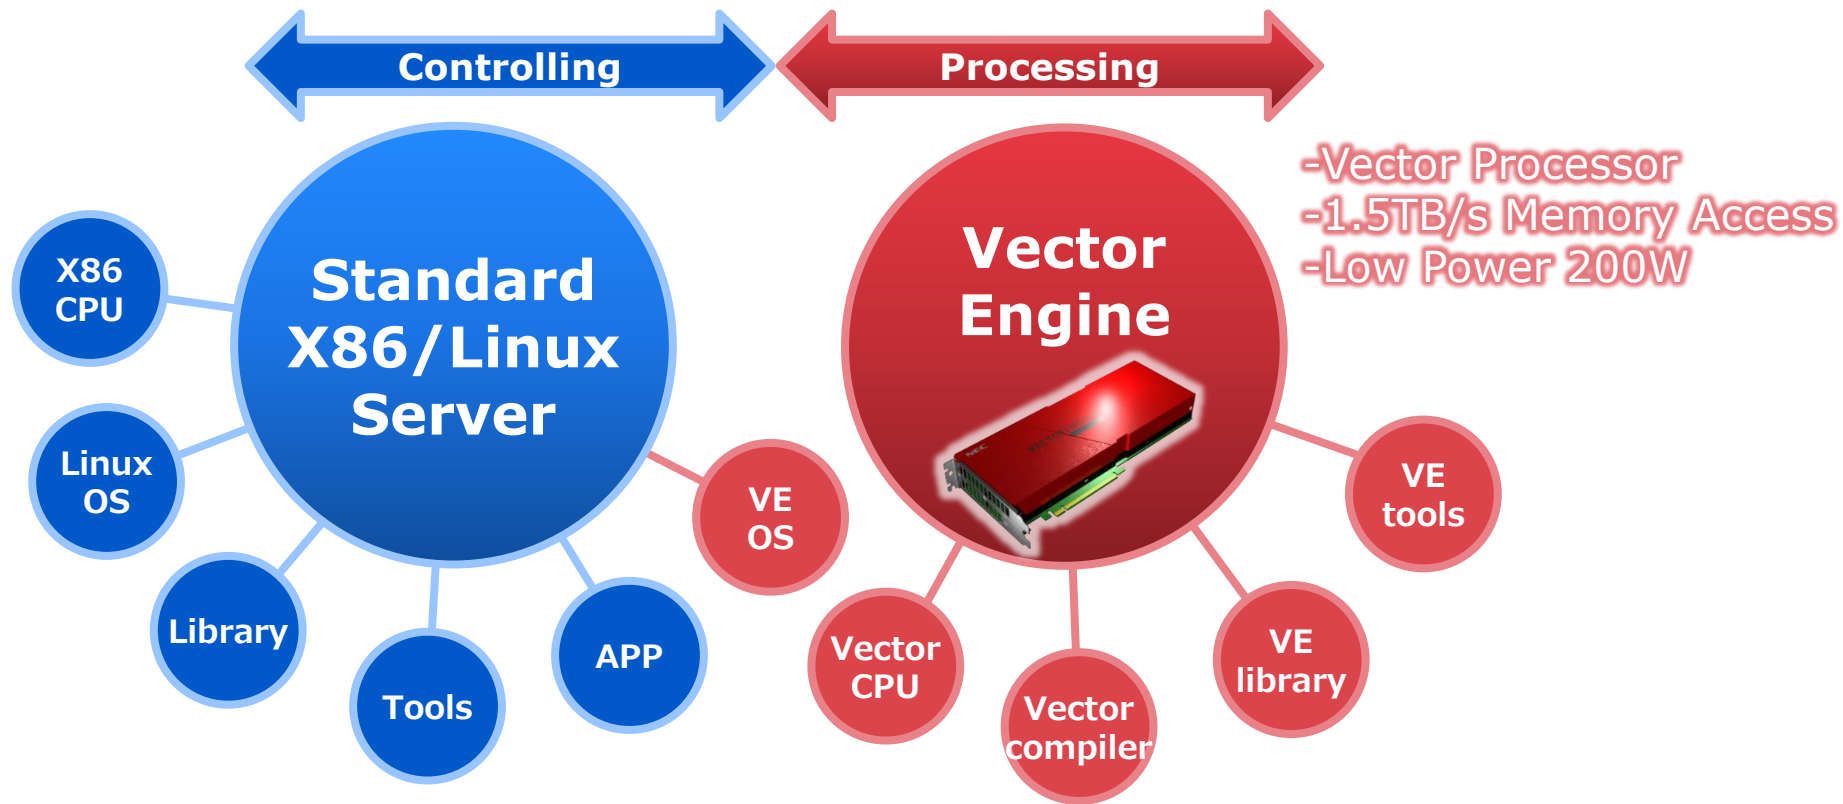 Controlling
Processing
Standard
X86/Linux
Server
X86
CPU
Linux
OS
Library
Tools
APP
VE
OS
Vector
Engine
NEC
-Vector Processor
-1.5TB/s Memory Access
-Low Power 200W
Vector
CPU
Vector
compiler
VE
library
VE
tools